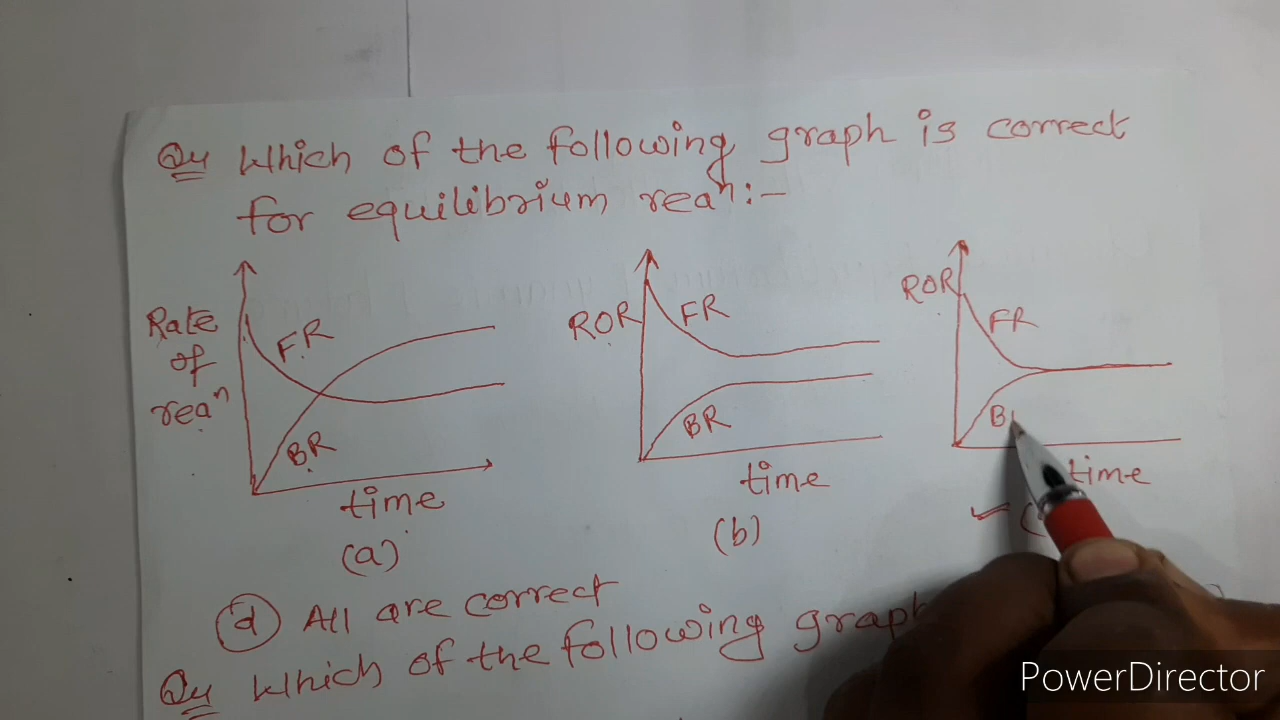 Qu Which of the following graph is correct
for equilibrium reaⁿ:-
Rate
of
reaⁿ
F.R
BR
time
(a)
ROR
FR
BR
time
(b)
ROR
FR
time
(d) All are correct
Qu Which of the following graph
PowerDirector